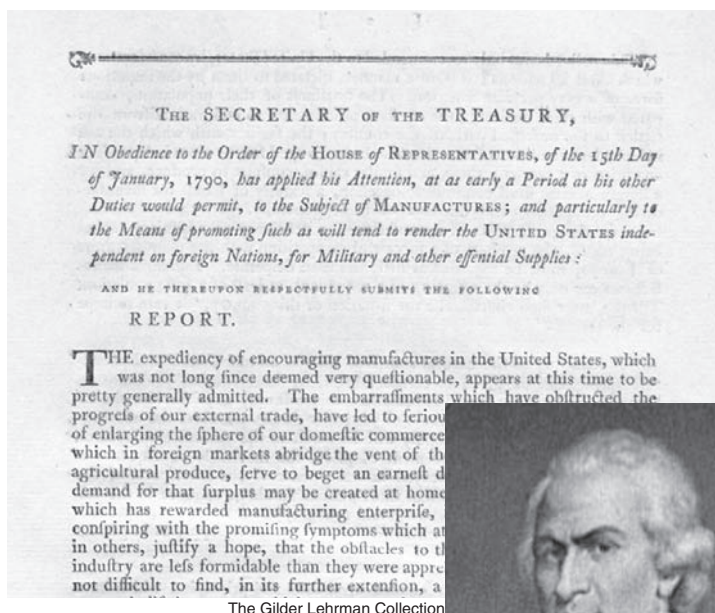 THE SECRETARY OF THE TREASURY,
IN Obedience to the Order of the HOUSE of REPRESENTATIVES, of the 15th Day
of January, 1790, has applied his Attention, at as early a Period as his other
Duties would permit, to the Subject of MANUFACTURES; and particularly to
the Means of promoting ſuch as will tend to render the UNITED STATES inde-
pendent on foreign Nations, for Military and other eſſential Supplies:
AND HE THEREUPON RESPECTFULLY SUBMITS THE FOLLOWING
REPORT.
THE expediency of encouraging manufactures in the United States, which
was not long ſince deemed very queſtionable, appears at this time to be
pretty generally admitted. The embarraſſments which have obſtructed the
progreſs of our external trade, have led to
of enlarging the ſphere of our domeſtic commerce
which in foreign markets abridge the vent of
agricultural produce, ſerve to beget an earneſt
demand for that ſurplus may be created at home
which has rewarded manufacturing enterpriſe,
conſpiring with the promiſing ſymptoms which
in others, juſtify a hope, that the obſtacles to
induſtry are leſs formidable than they were
not difficult to find, in its further extenſion, a
The Gilder Lehrman Collection